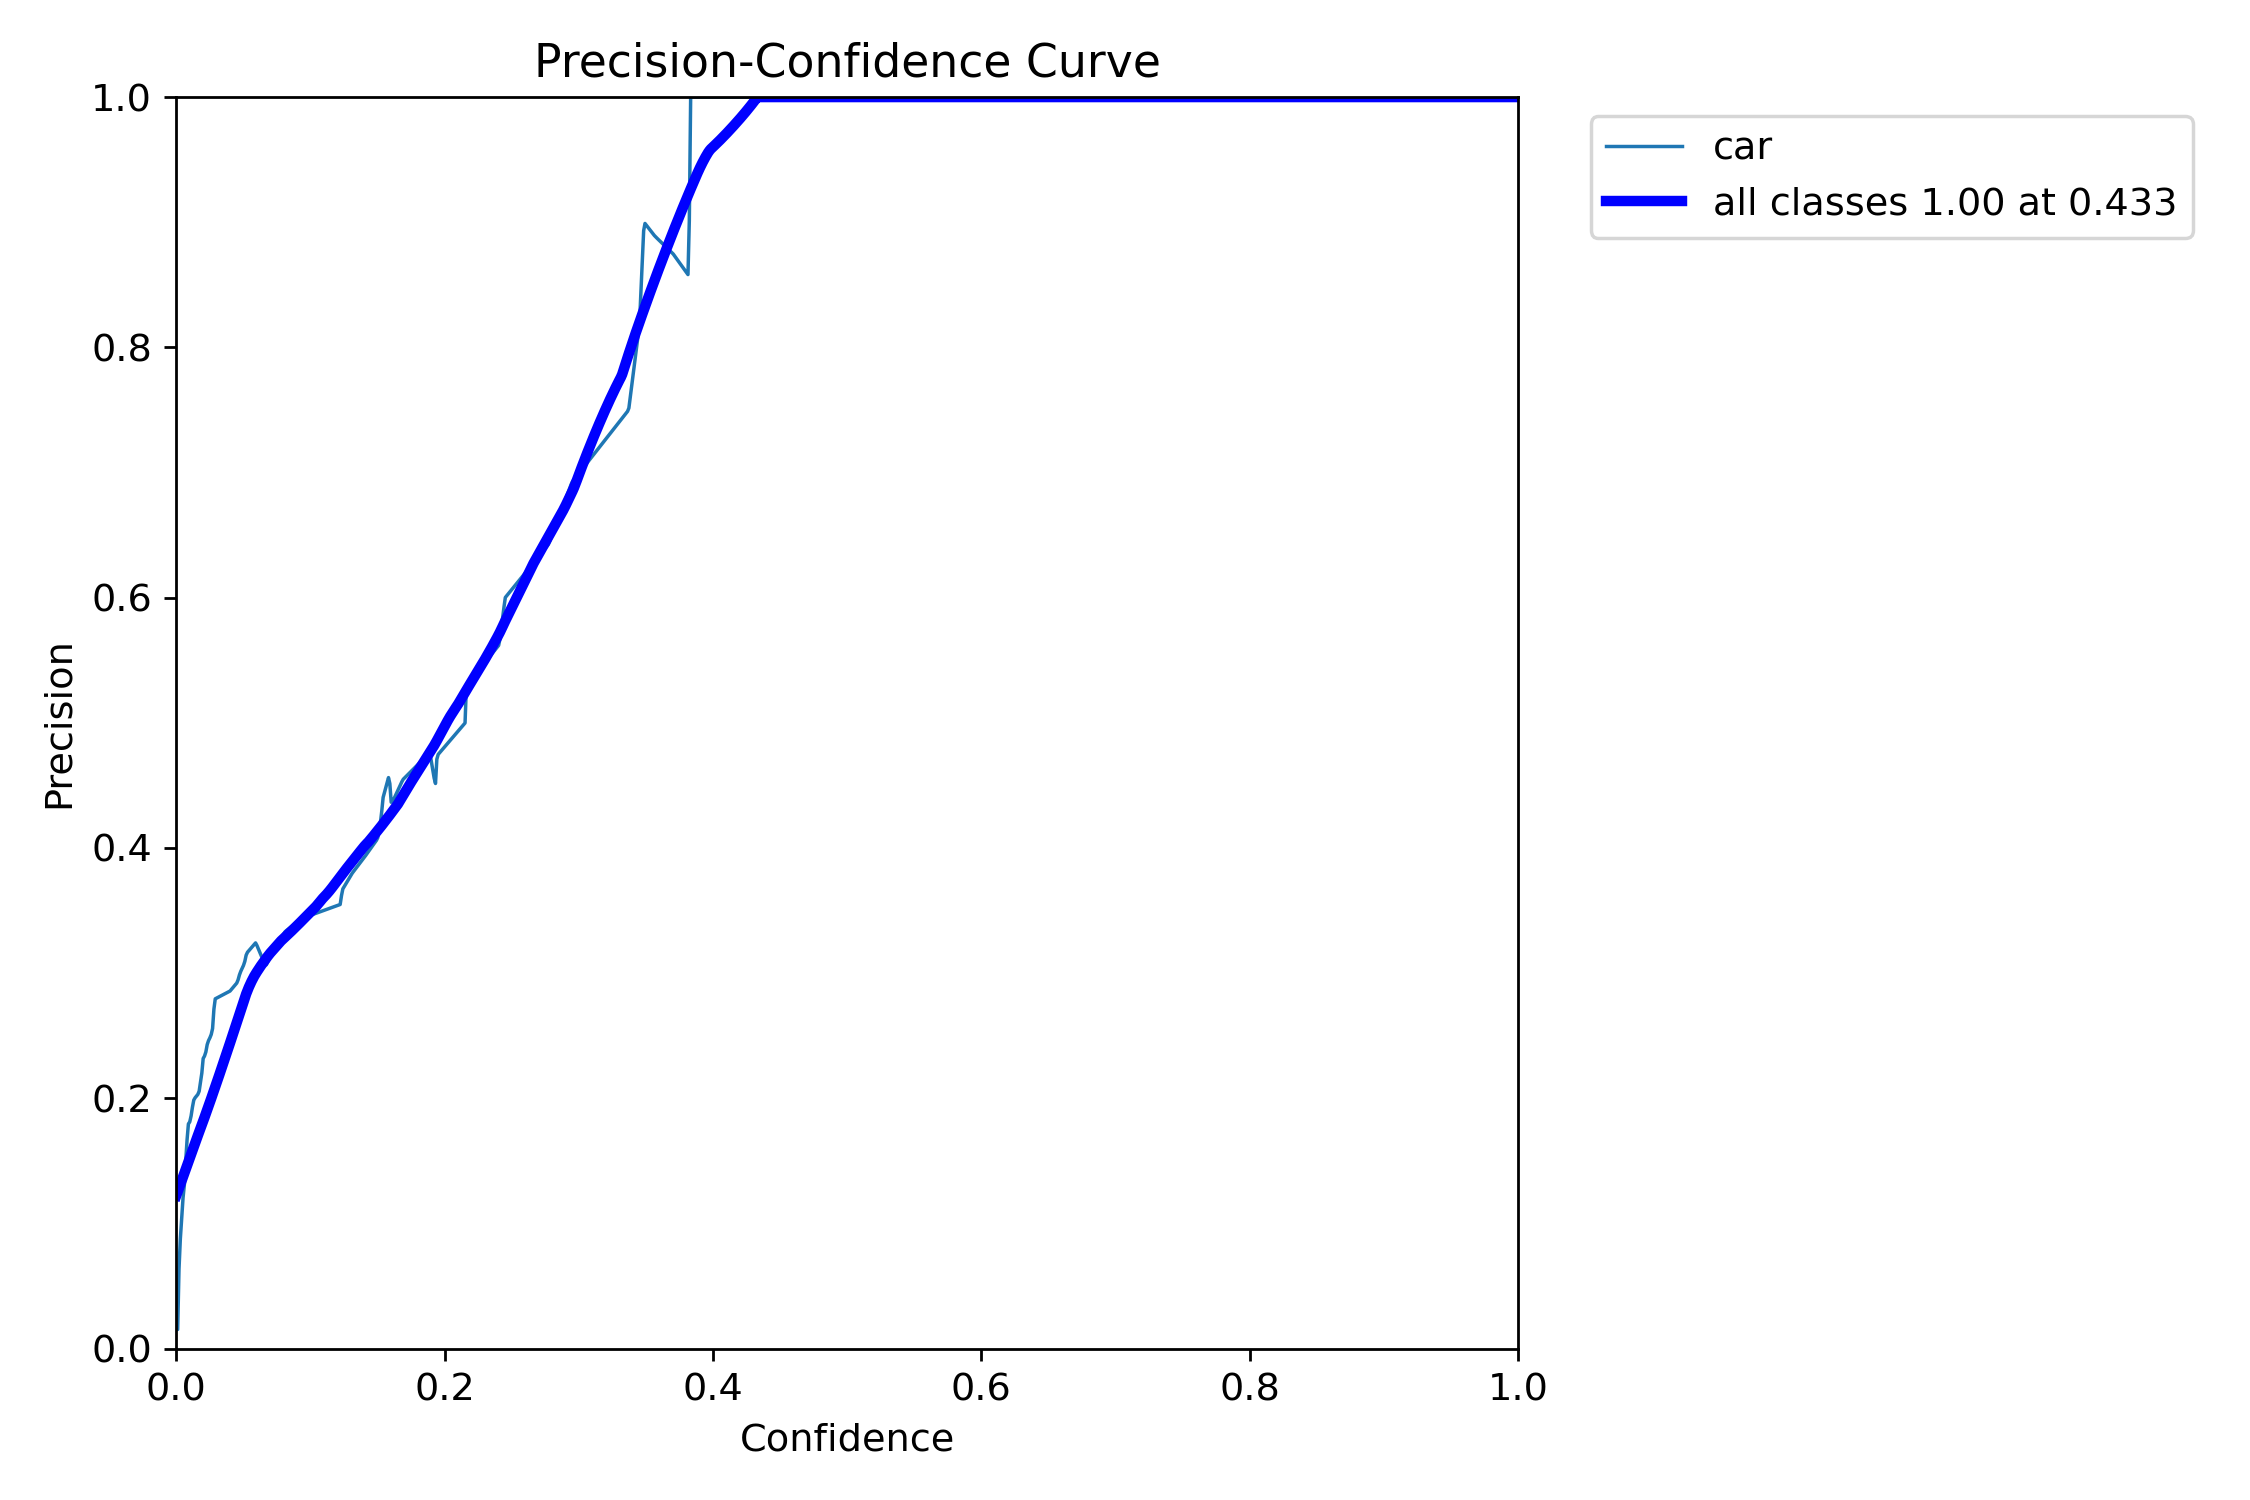 Precision-Confidence Curve
1.0
0.8
0.6
0.4
0.2
0.0
Precision
0.0 0.2 0.4 0.6 0.8 1.0
Confidence
car
all classes 1.00 at 0.433